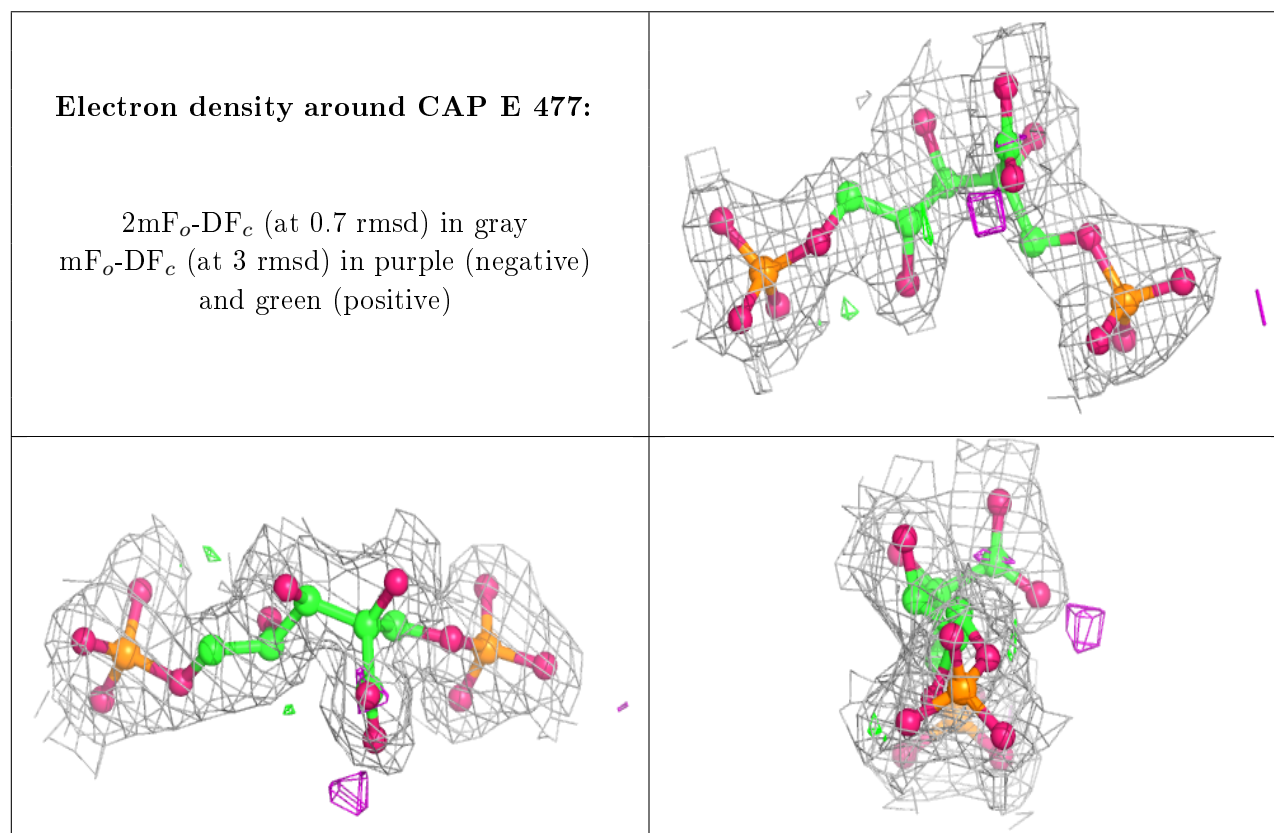 Electron density around CAP E 477:
2mFo-DFc (at 0.7 rmsd) in gray
mFo-DFc (at 3 rmsd) in purple (negative)
and green (positive)